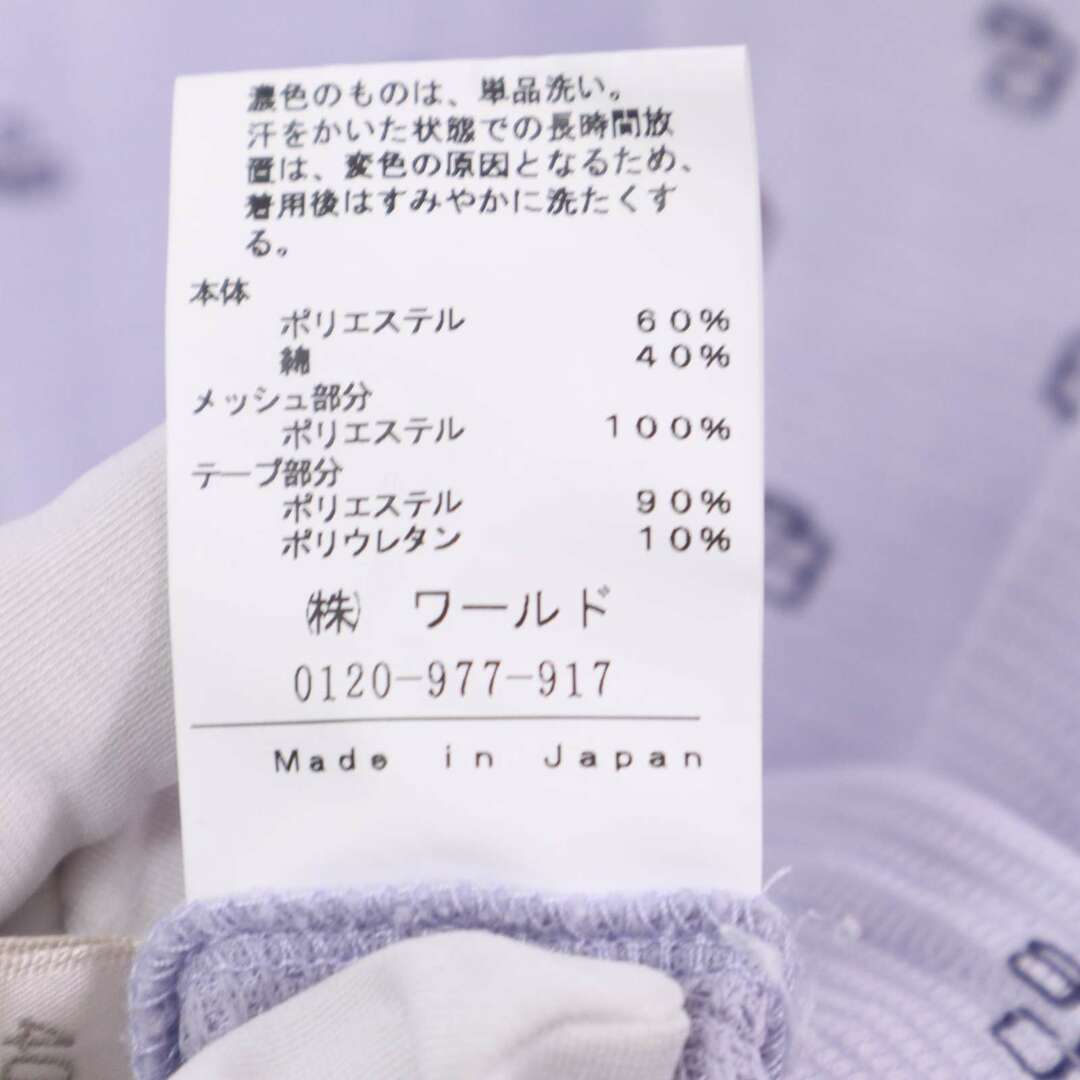 濃色のものは、単品洗い。
汗をかいた状態での長時間放
置は、変色の原因となるため、
着用後はすみやかに洗たくす
る。
本体
ポリエステル 60%
綿 40%
メッシュ部分
ポリエステル 100%
テープ部分
ポリエステル 90%
ポリウレタン 10%
㈱ ワールド
0120-977-917
Made in Japan